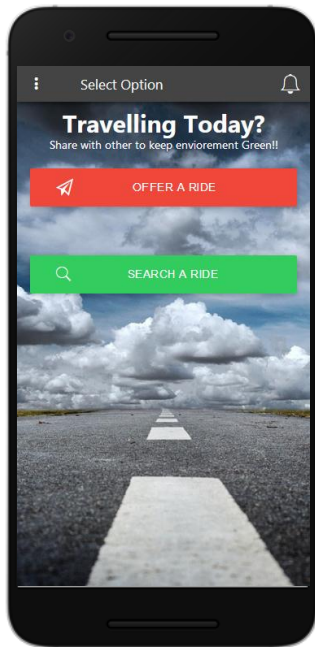 Select Option
Travelling Today?
Share with other to keep enviorement Green!!
OFFER A RIDE
SEARCH A RIDE